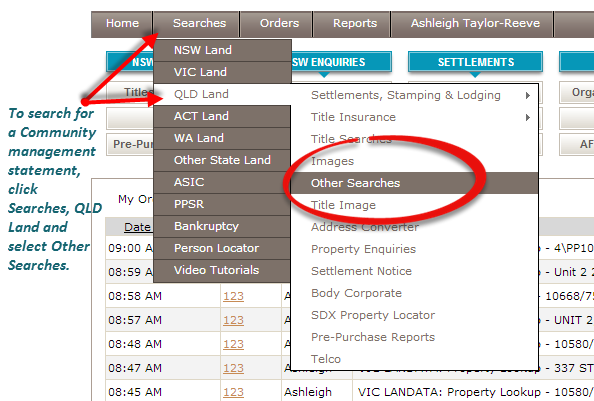 Home Searches Orders Reports Ashleigh Taylor-Reeve
NSW SW ENQUIRIES SETTLEMENTS
To search for
a Community
management
statement,
click
Searches, QLD
Land and
select Other
Searches.
NSW Land
VIC Land
QLD Land
ACT Land
WA Land
Other State Land
ASIC
PPSR
Bankruptcy
Person Locator
Video Tutorials
Settlements, Stamping & Lodging
Title Insurance
Title Searches
Images
Other Searches
Title Image
Address Converter
Property Enquiries
Settlement Notice
Body Corporate
SDX Property Locator
Pre-Purchase Reports
Telco
Title Orga
Pre-Pur AF
My Or
Date
09:00 A - 4\PP10
08:59 A - Unit 2 2
08:58 AM 123 A - 10668/75
08:57 AM 123 A - UNIT 2
08:48 AM 123 A - 10580/
08:47 AM 123 Ashleigh VIC LANDATA: Property Lookup - 337 ST
08:45 AM 123 Ashleigh VIC LANDATA: Property Lookup - 10580/